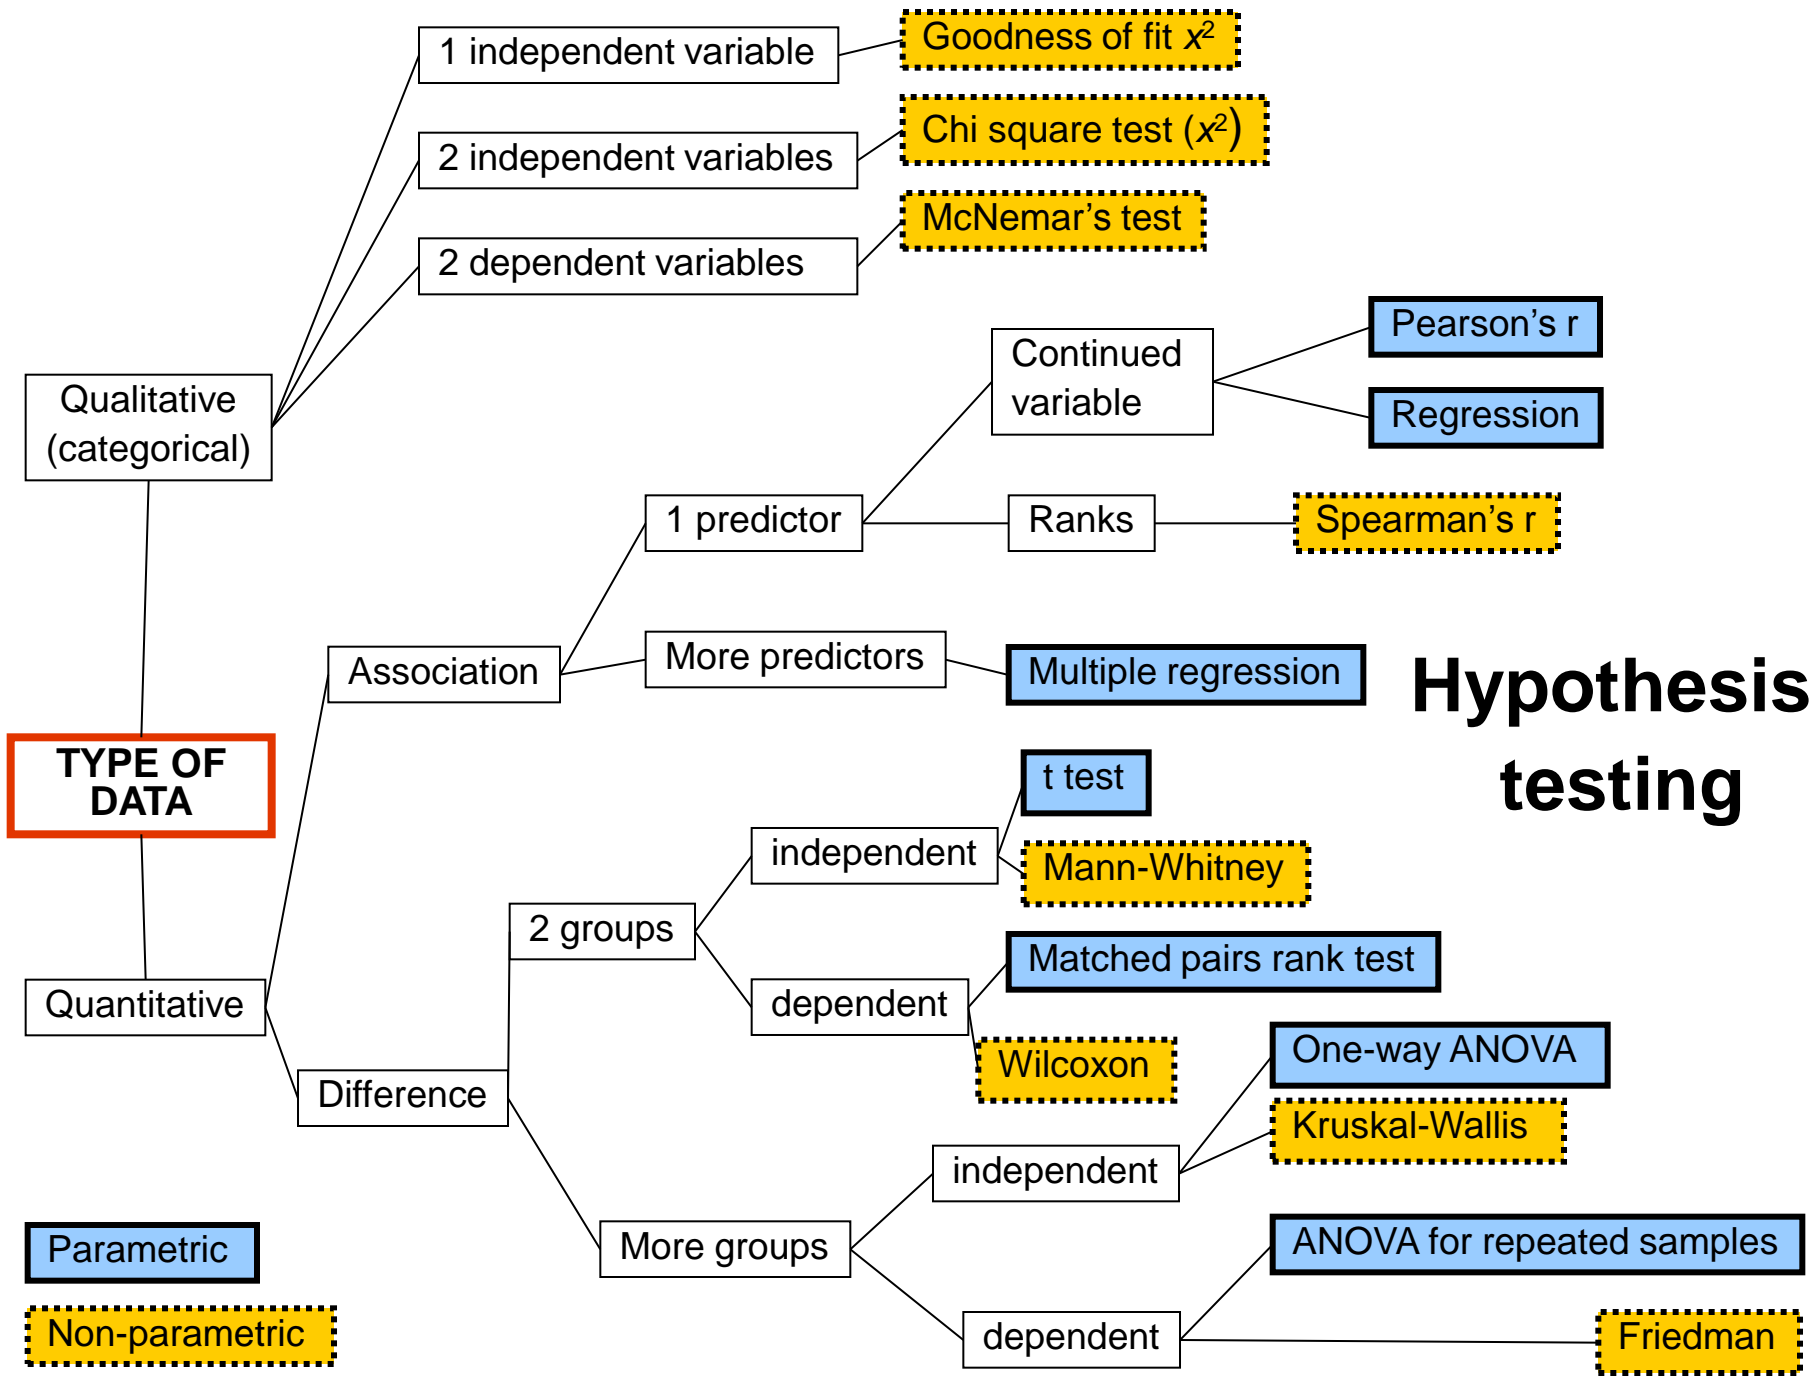 1 independent variable
Goodness of fit x²
2 independent variables
Chi square test (x²)
2 dependent variables
McNemar’s test
Qualitative
(categorical)
Continued
variable
Pearson’s r
Regression
1 predictor
Ranks
Spearman’s r
Association
More predictors
Multiple regression
Hypothesis
testing
TYPE OF
DATA
t test
independent
Mann-Whitney
2 groups
Matched pairs rank test
dependent
Wilcoxon
Quantitative
Difference
One-way ANOVA
Kruskal-Wallis
independent
More groups
ANOVA for repeated samples
dependent
Friedman
Parametric
Non-parametric